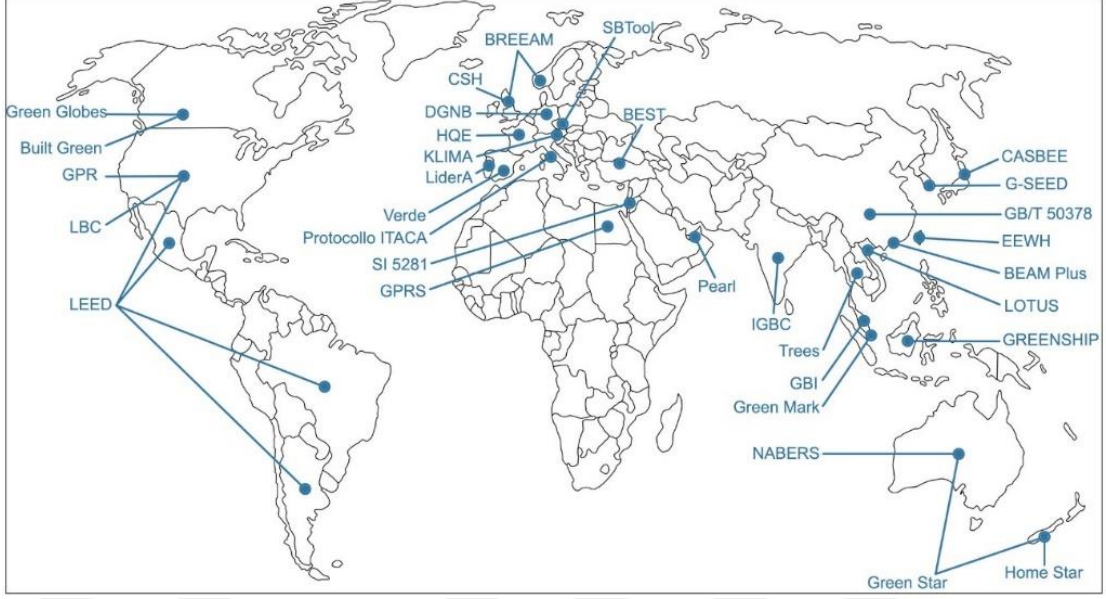 SBTool
BREEAM
CSH
Green Globes
DGNB
BEST
HQE
Built Green
KLIMA
CASBEE
GPR
LiderA
G-SEED
Verde
GB/T 50378
LBC
Protocollo ITACA
EEWH
SI 5281
BEAM Plus
GPRS
Pearl
LEED
LOTUS
IGBC
GREENSHIP
Trees
GBI
Green Mark
NABERS
Green Star
Home Star